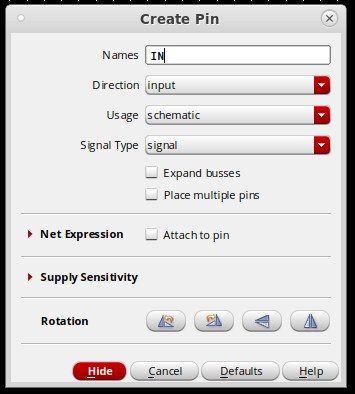 Create Pin
Names IN
Direction input
Usage schematic
Signal Type signal
Expand busses
Place multiple pins
Net Expression Attach to pin
Supply Sensitivity
Rotation
Hide Cancel Defaults Help